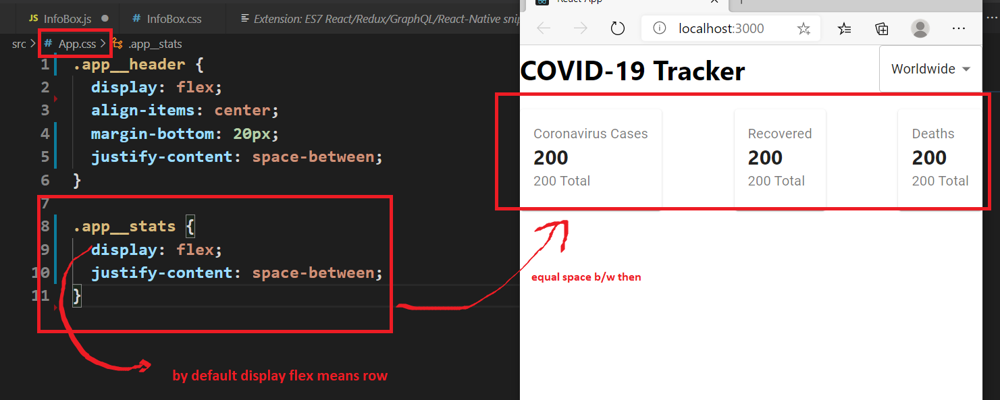 JS InfoBox.js
# InfoBox.css
Extension: ES7 React/Redux/GraphQL/React-Native snip
src > # App.css > .app__stats
1 .app__header {
2 display: flex;
3 align-items: center;
4 margin-bottom: 20px;
5 justify-content: space-between;
6 }
7
8 .app__stats {
9 display: flex;
10 justify-content: space-between;
11 }
by default display flex means row
React App
localhost:3000
COVID-19 Tracker
Worldwide
Coronavirus Cases
200
200 Total
Recovered
200
200 Total
Deaths
200
200 Total
equal space b/w then